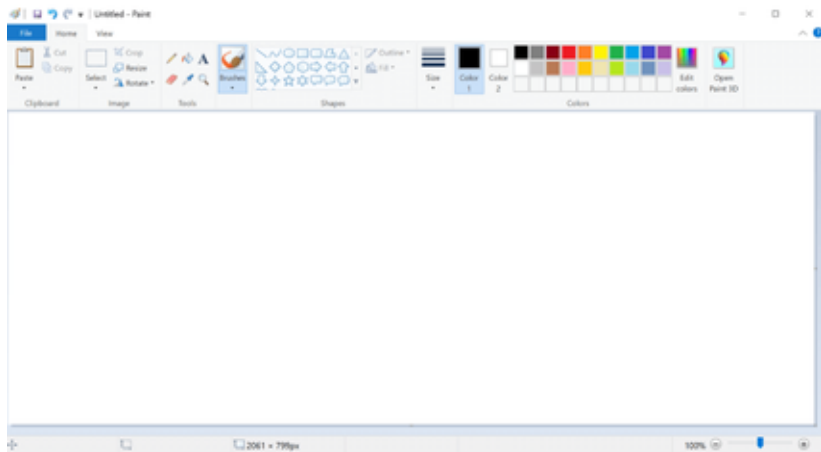 Untitled - Paint
File Home View
Paste
Cut
Copy
Clipboard
Select
Crop
Resize
Rotate
Image
Tools
Brushes
Shapes
Outline
Fill
Size
Color 1
Color 2
Colors
Edit colors
Open Paint 3D
2061 × 799px
100%